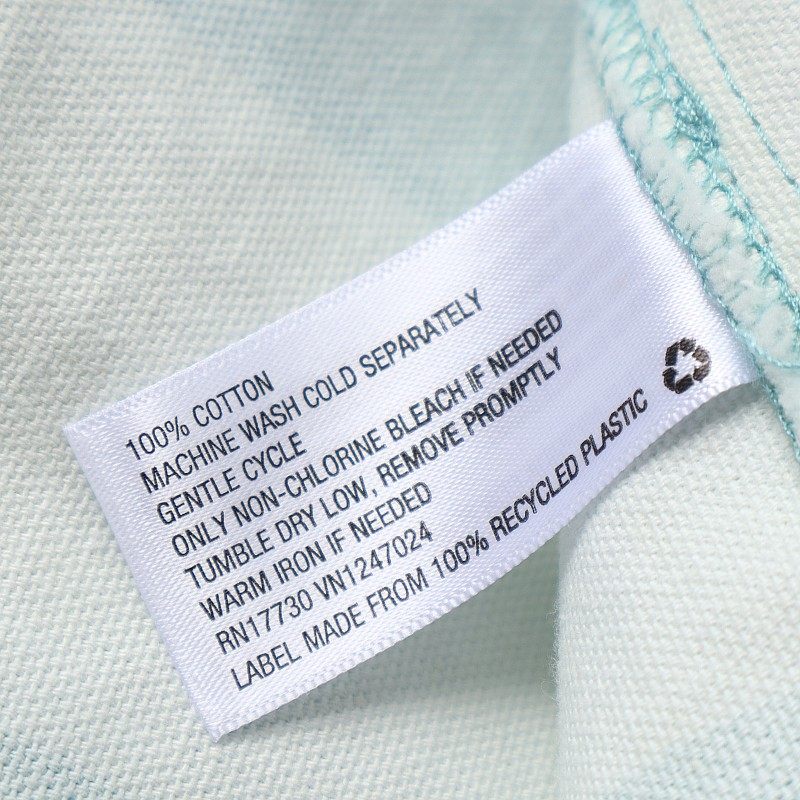 100% COTTON
MACHINE WASH COLD SEPARATELY
GENTLE CYCLE
ONLY NON-CHLORINE BLEACH IF NEEDED
TUMBLE DRY LOW, REMOVE PROMPTLY
WARM IRON IF NEEDED
RN17730 VN1247024
LABEL MADE FROM 100% RECYCLED PLASTIC